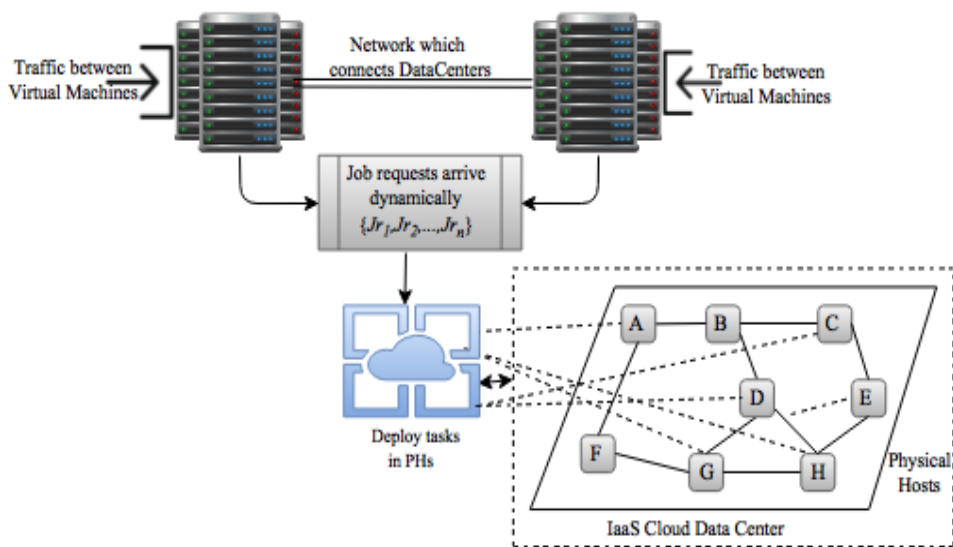 Traffic between
Virtual Machines
Network which
connects DataCenters
Traffic between
Virtual Machines
Job requests arrive
dynamically
{Jr1,Jr2,...,Jrn}
Deploy tasks
in PHs
A
B
C
D
E
F
G
H
Physical
Hosts
IaaS Cloud Data Center